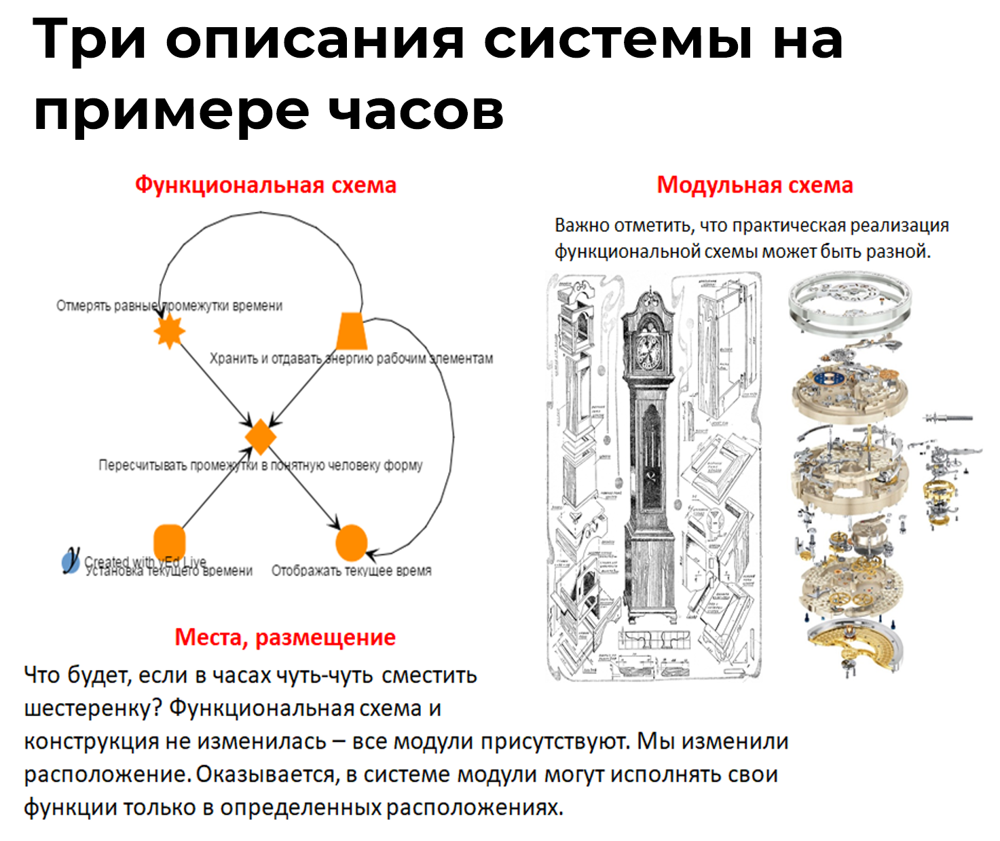 Три описания системы на
примере часов
Функциональная схема
Отмерять равные промежутки времени
Хранить и отдавать энергию рабочим элементам
Пересчитывать промежутки в понятную человеку форму
Created with yEd Live
Установка текущего времени
Отображать текущее время
Модульная схема
Важно отметить, что практическая реализация
функциональной схемы может быть разной.
Места, размещение
Что будет, если в часах чуть-чуть сместить
шестеренку? Функциональная схема и
конструкция не изменилась – все модули присутствуют. Мы изменили
расположение. Оказывается, в системе модули могут исполнять свои
функции только в определенных расположениях.